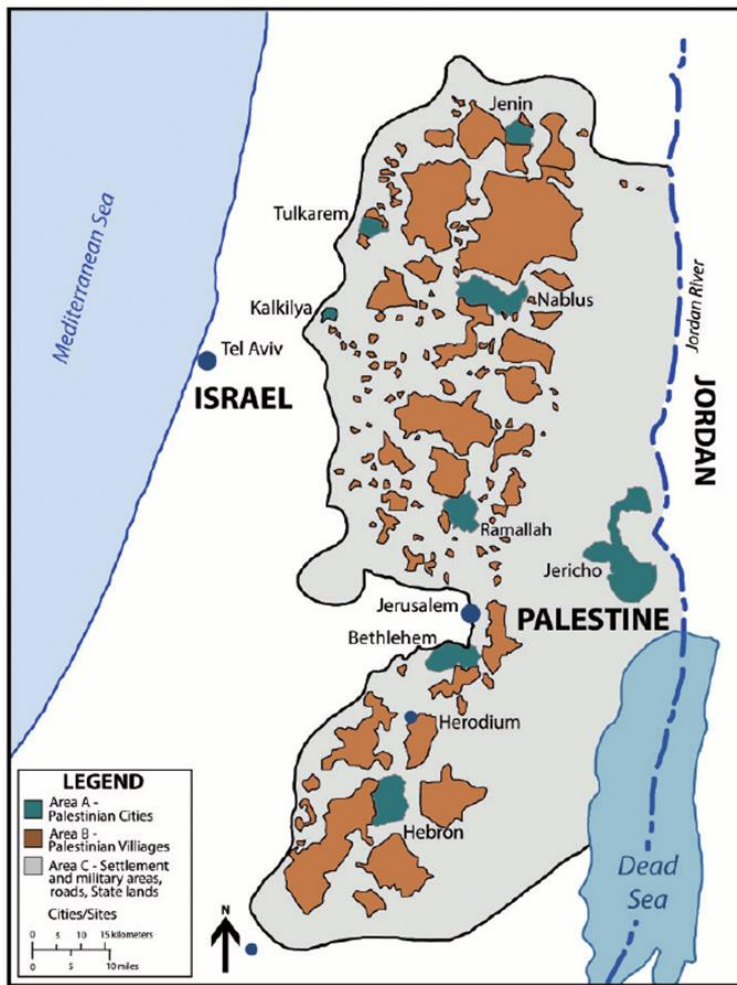 Jenin
Tulkarem
Nablus
Kalkilya
Tel Aviv
ISRAEL
Mediterranean Sea
Jordan River
JORDAN
Ramallah
Jericho
Jerusalem
PALESTINE
Bethlehem
Herodium
Hebron
Dead
Sea
LEGEND
Area A -
Palestinian Cities
Area B -
Palestinian Villiages
Area C - Settlement
and military areas,
roads, State lands
Cities/Sites
0 5 10 15 kilometers
0 5 10 miles
N